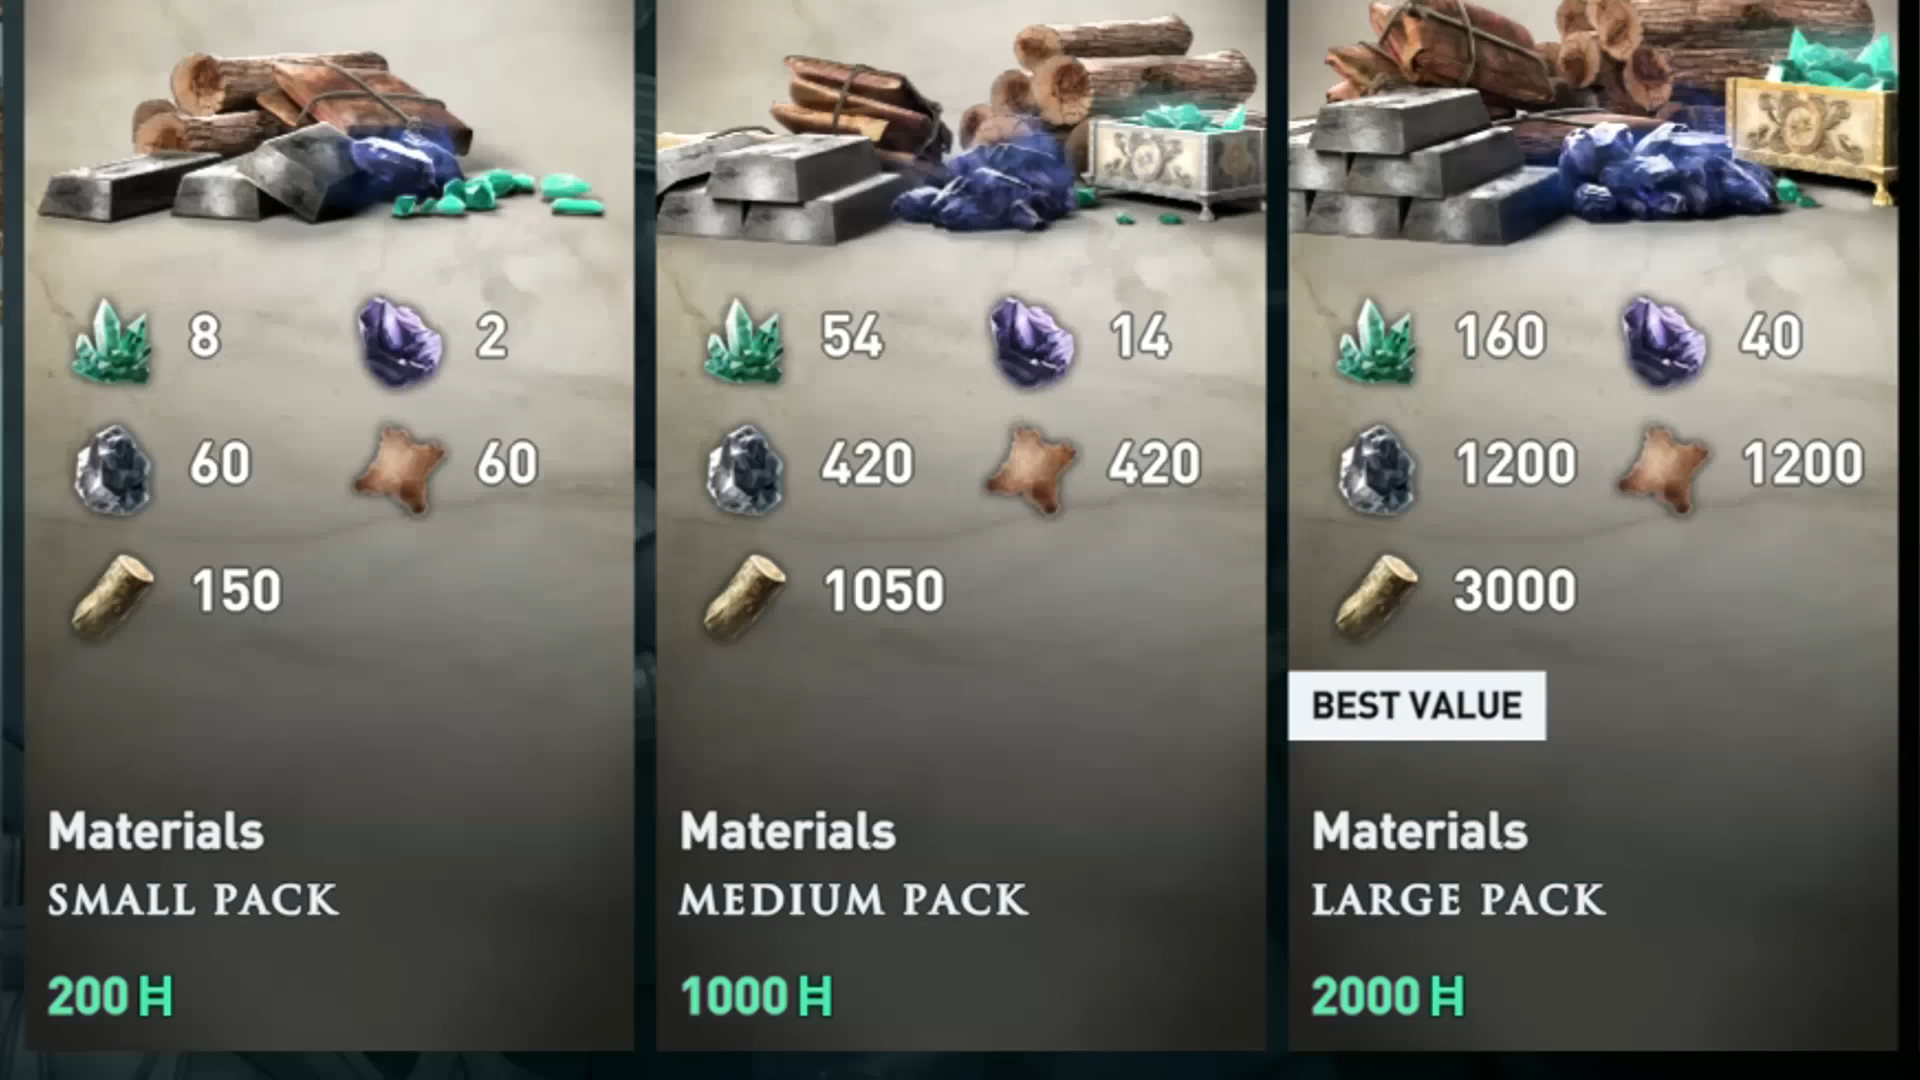 8 2
60 60
150
Materials
SMALL PACK
200 H
54 14
420 420
1050
Materials
MEDIUM PACK
1000 H
160 40
1200 1200
3000
BEST VALUE
Materials
LARGE PACK
2000 H